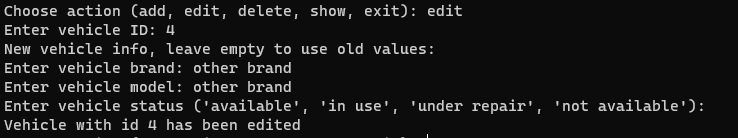 Choose action (add, edit, delete, show, exit): edit
Enter vehicle ID: 4
New vehicle info, leave empty to use old values:
Enter vehicle brand: other brand
Enter vehicle model: other brand
Enter vehicle status ('available', 'in use', 'under repair', 'not available'):
Vehicle with id 4 has been edited